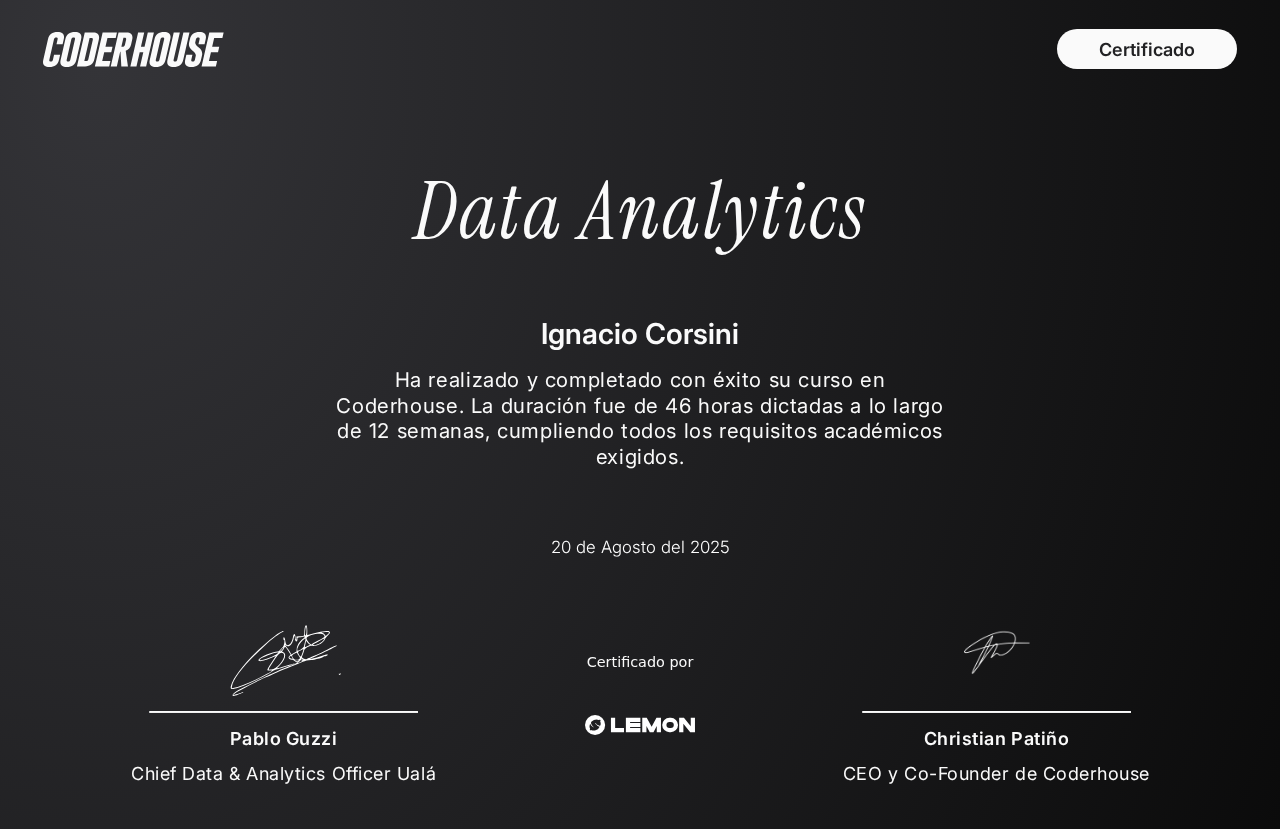 CODERHOUSE
Certificado
Data Analytics
Ignacio Corsini
Ha realizado y completado con éxito su curso en
Coderhouse. La duración fue de 46 horas dictadas a lo largo
de 12 semanas, cumpliendo todos los requisitos académicos
exigidos.
20 de Agosto del 2025
Certificado por
LEMON
Pablo Guzzi
Chief Data & Analytics Officer Ualá
Christian Patiño
CEO y Co-Founder de Coderhouse